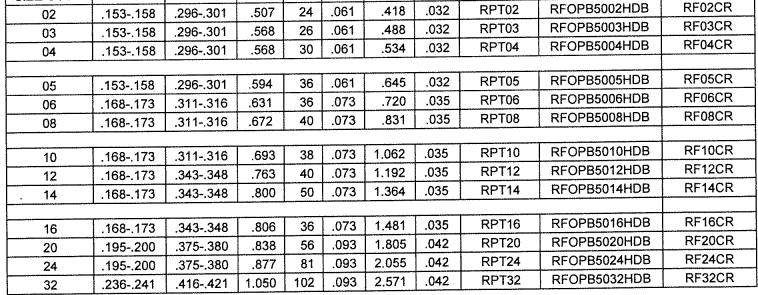 02 .153-.158 .296-.301 .507 24 .061 .418 .032 RPT02 RFOPB5002HDB RF02CR
03 .153-.158 .296-.301 .568 26 .061 .488 .032 RPT03 RFOPB5003HDB RF03CR
04 .153-.158 .296-.301 .568 30 .061 .534 .032 RPT04 RFOPB5004HDB RF04CR
05 .153-.158 .296-.301 .594 36 .061 .645 .032 RPT05 RFOPB5005HDB RF05CR
06 .168-.173 .311-.316 .631 36 .073 .720 .035 RPT06 RFOPB5006HDB RF06CR
08 .168-.173 .311-.316 .672 40 .073 .831 .035 RPT08 RFOPB5008HDB RF08CR
10 .168-.173 .311-.316 .693 38 .073 1.062 .035 RPT10 RFOPB5010HDB RF10CR
12 .168-.173 .343-.348 .763 40 .073 1.192 .035 RPT12 RFOPB5012HDB RF12CR
14 .168-.173 .343-.348 .800 50 .073 1.364 .035 RPT14 RFOPB5014HDB RF14CR
16 .168-.173 .343-.348 .806 36 .073 1.481 .035 RPT16 RFOPB5016HDB RF16CR
20 .195-.200 .375-.380 .838 56 .093 1.805 .042 RPT20 RFOPB5020HDB RF20CR
24 .195-.200 .375-.380 .877 81 .093 2.055 .042 RPT24 RFOPB5024HDB RF24CR
32 .236-.241 .416-.421 1.050 102 .093 2.571 .042 RPT32 RFOPB5032HDB RF32CR